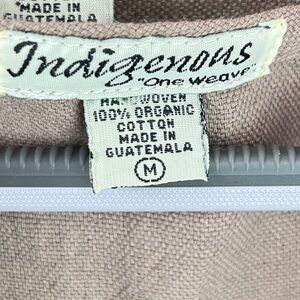 "MADE IN
GUATEMALA
Indigenous
"One Weave"
HANDWOVEN
100% ORGANIC
COTTON
MADE IN
GUATEMALA
M